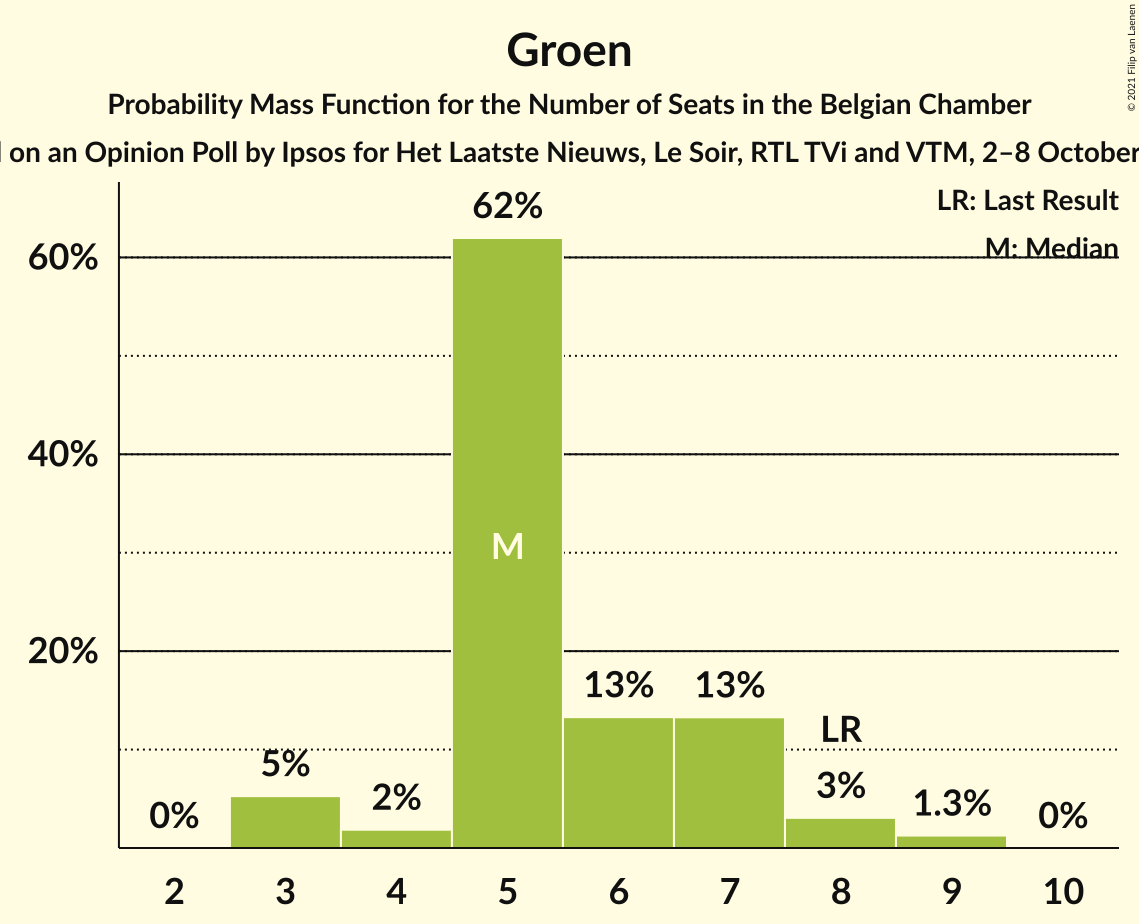 © 2021 Filip van Laenen
Groen
Probability Mass Function for the Number of Seats in the Belgian Chamber
on an Opinion Poll by Ipsos for Het Laatste Nieuws, Le Soir, RTL TVi and VTM, 2–8 October
LR: Last Result
M: Median
62%
60%
40%
M
20%
13%
13%
LR
5%
3%
2%
1.3%
0%
0%
2 3 4 5 6 7 8 9 10